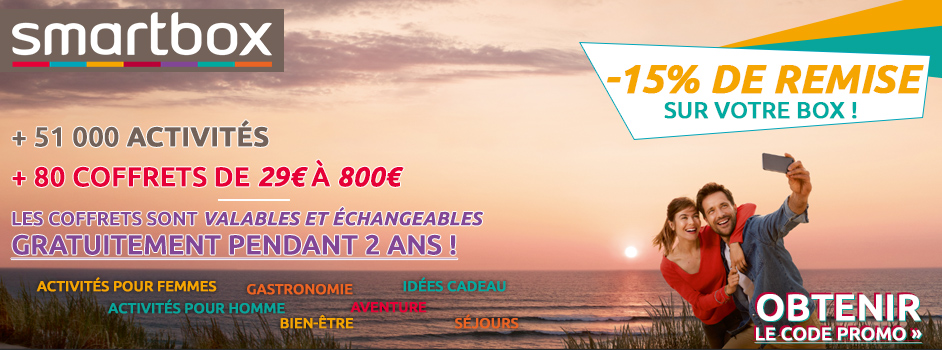 smartbox
-15% DE REMISE
SUR VOTRE BOX !
+ 51 000 ACTIVITÉS
+ 80 COFFRETS DE 29€ À 800€
LES COFFRETS SONT VALABLES ET ÉCHANGEABLES
GRATUITEMENT PENDANT 2 ANS !
ACTIVITÉS POUR FEMMES
GASTRONOMIE
IDÉES CADEAU
ACTIVITÉS POUR HOMME
AVENTURE
BIEN-ÊTRE
SÉJOURS
OBTENIR
LE CODE PROMO »